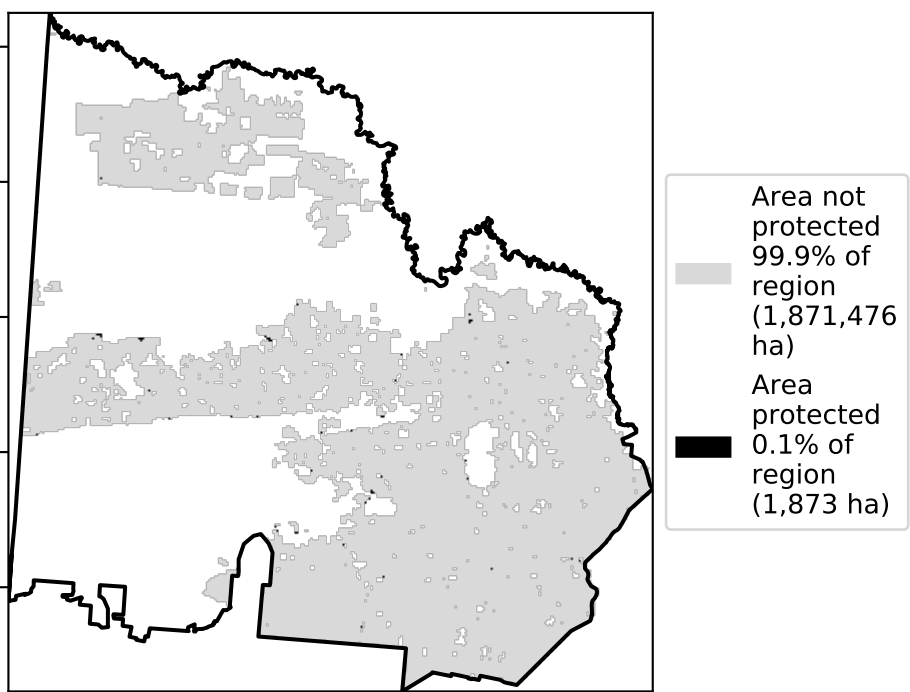 Area not
protected
99.9% of
region
(1,871,476
ha)
Area
protected
0.1% of
region
(1,873 ha)